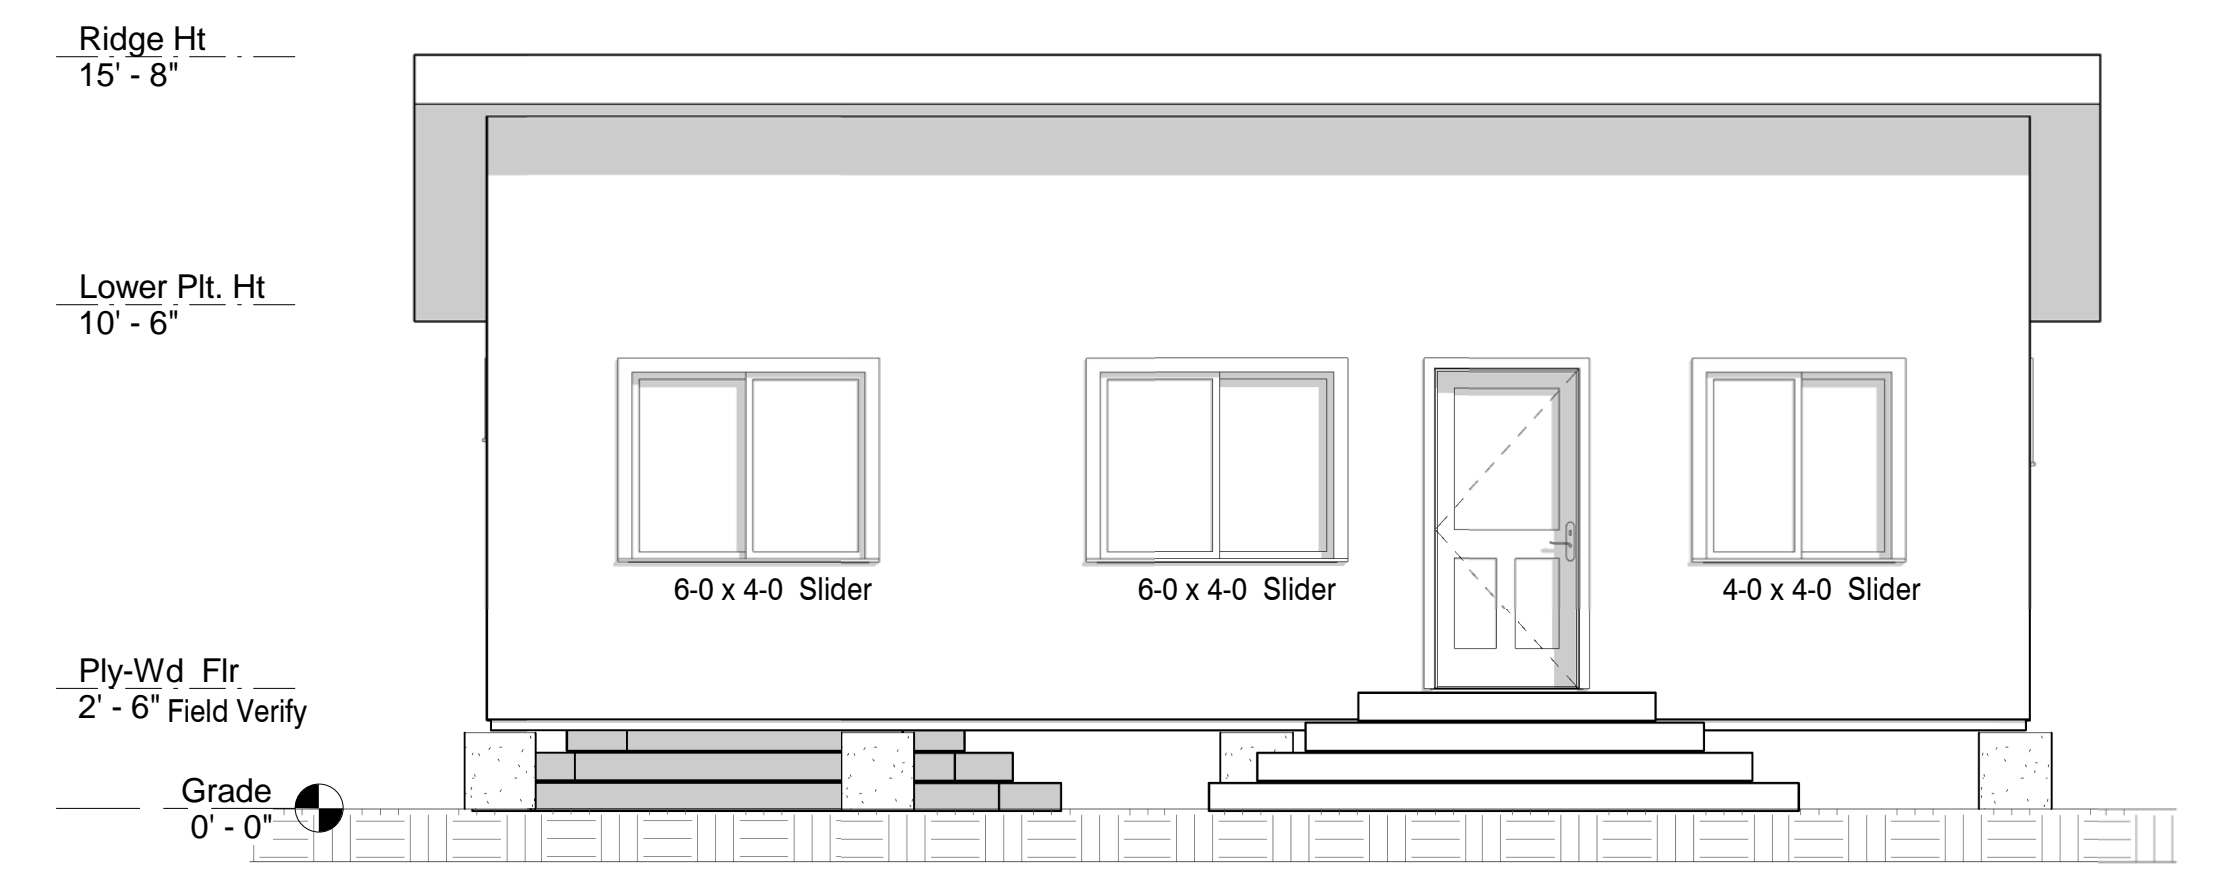 Ridge Ht
15' - 8"
Lower Plt. Ht
10' - 6"
6-0 x 4-0 Slider
6-0 x 4-0 Slider
4-0 x 4-0 Slider
Ply-Wd Flr
2' - 6" Field Verify
Grade
0' - 0"